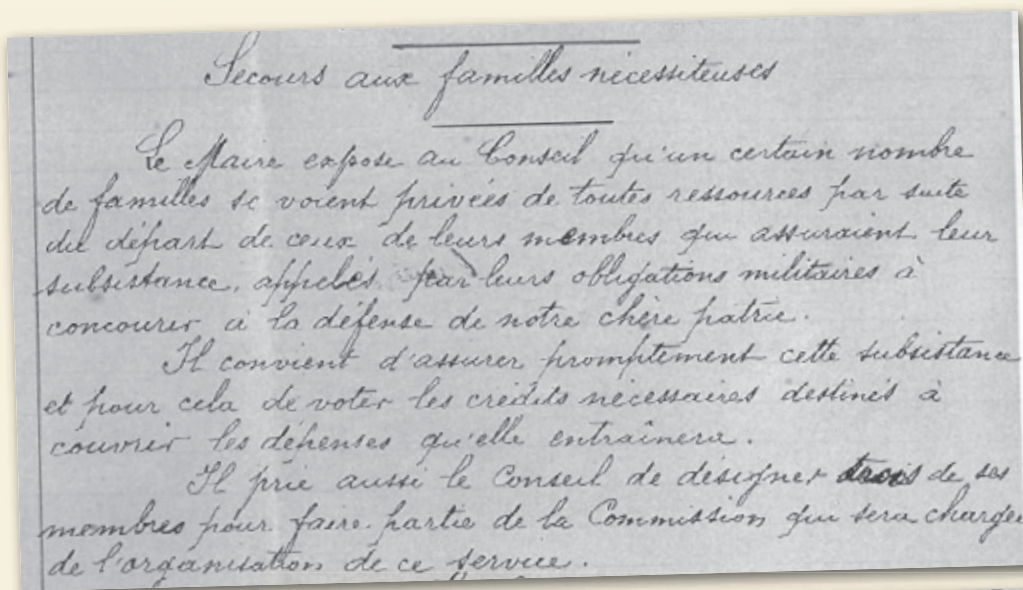 Secours aux familles nécessiteuses
Le Maire expose au Conseil qu'un certain nombre
de familles se voient privées de toutes ressources par suite
du départ de ceux de leurs membres qui assuraient leur
subsistance, appelés par leurs obligations militaires à
concourir à la défense de notre chère patrie.
Il convient d'assurer promptement cette subsistance
et pour cela de voter les crédits nécessaires destinés à
couvrir les dépenses qu'elle entraînera.
Il prie aussi le Conseil de désigner trois de ses
membres pour faire partie de la Commission qui sera chargée
de l'organisation de ce service.